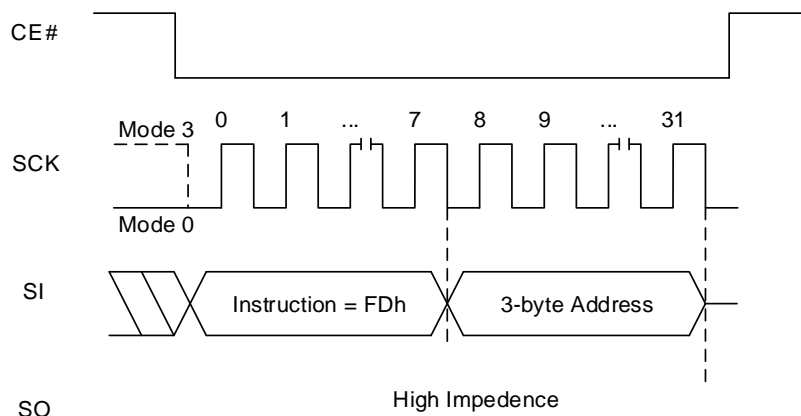 CE#
Mode 3
0 1 ... 7 8 9 ... 31
SCK
Mode 0
SI
Instruction = FDh
3-byte Address
High Impedence
SO